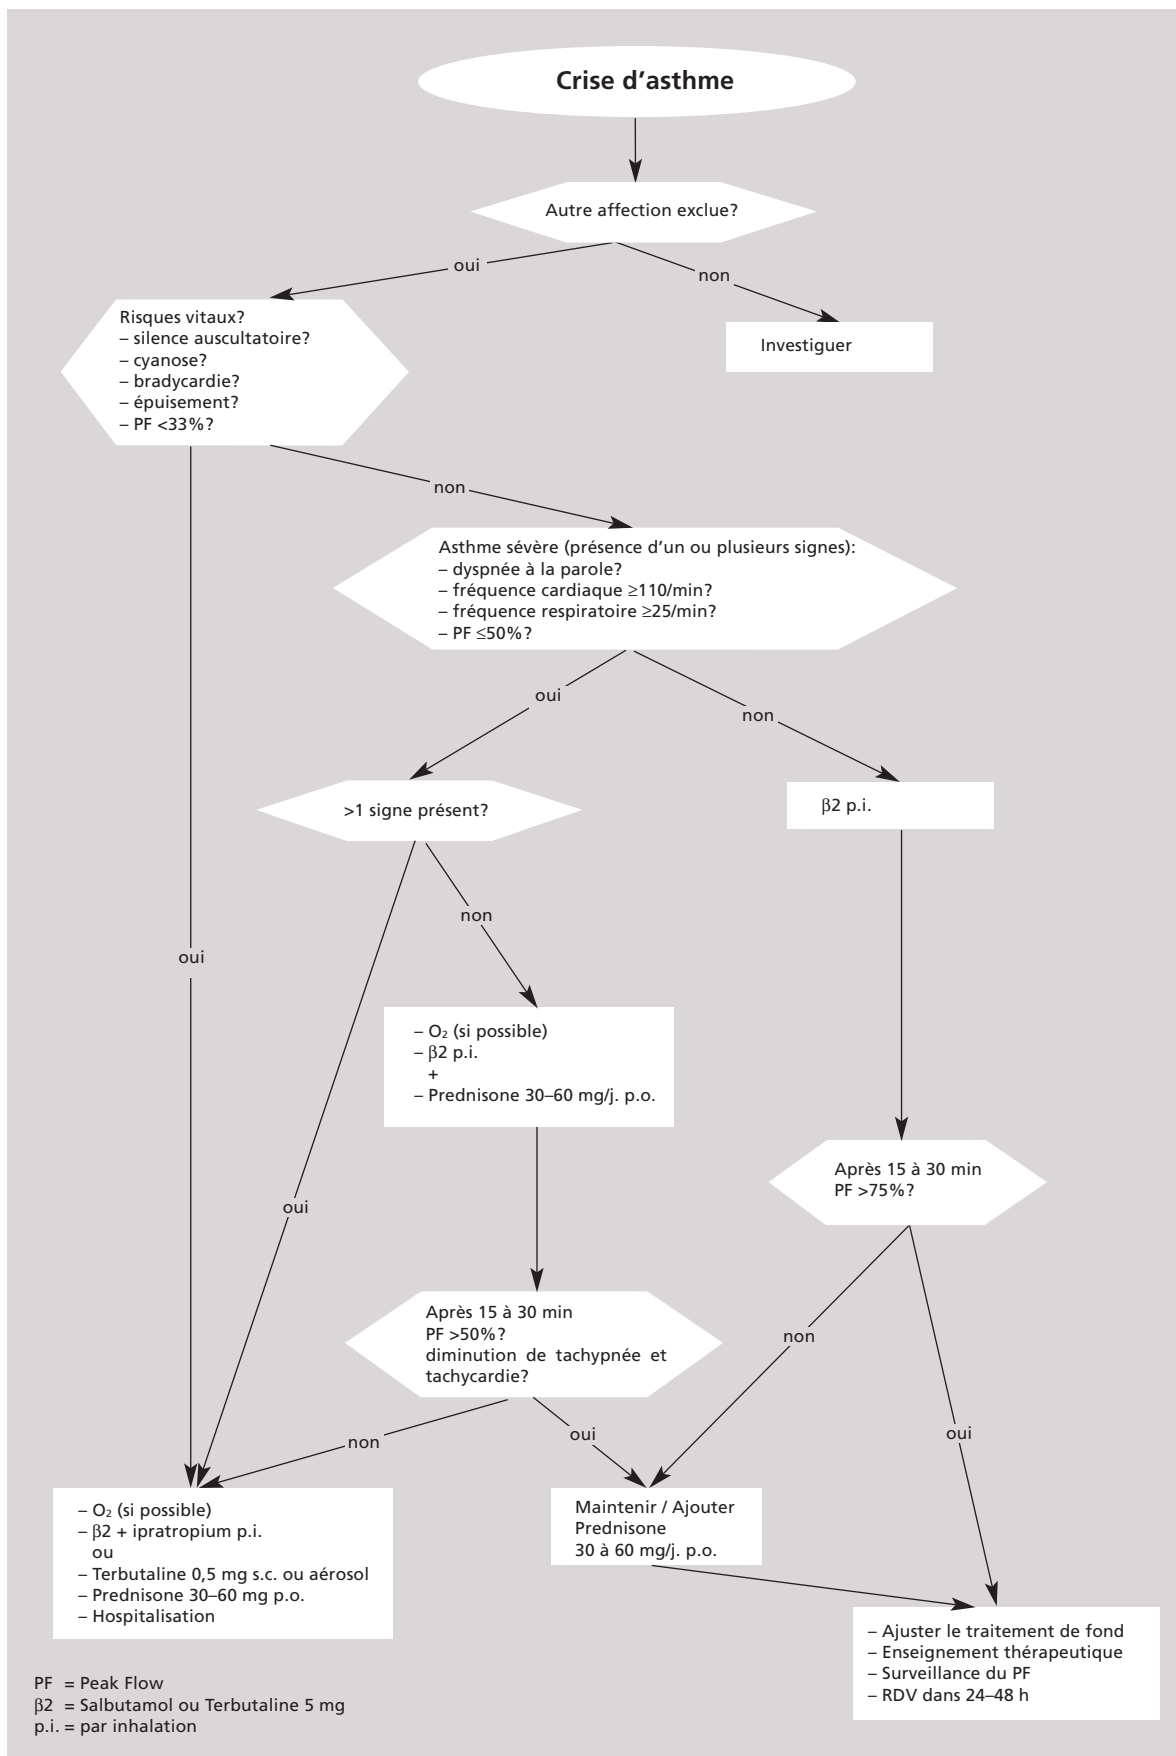 Crise d'asthme
Autre affection exclue?
oui
non
Risques vitaux?
– silence auscultatoire?
– cyanose?
– bradycardie?
– épuisement?
– PF <33%?
Investiguer
non
Asthme sévère (présence d'un ou plusieurs signes):
– dyspnée à la parole?
– fréquence cardiaque ≥110/min?
– fréquence respiratoire ≥25/min?
– PF ≤50%?
oui
non
>1 signe présent?
β2 p.i.
non
oui
– O₂ (si possible)
– β2 p.i.
+
– Prednisone 30–60 mg/j. p.o.
Après 15 à 30 min
PF >75%?
oui
Après 15 à 30 min
PF >50%?
diminution de tachypnée et
tachycardie?
non
oui
non
oui
– O₂ (si possible)
– β2 + ipratropium p.i.
ou
– Terbutaline 0,5 mg s.c. ou aérosol
– Prednisone 30–60 mg p.o.
– Hospitalisation
Maintenir / Ajouter
Prednisone
30 à 60 mg/j. p.o.
– Ajuster le traitement de fond
– Enseignement thérapeutique
– Surveillance du PF
– RDV dans 24–48 h
PF = Peak Flow
β2 = Salbutamol ou Terbutaline 5 mg
p.i. = par inhalation